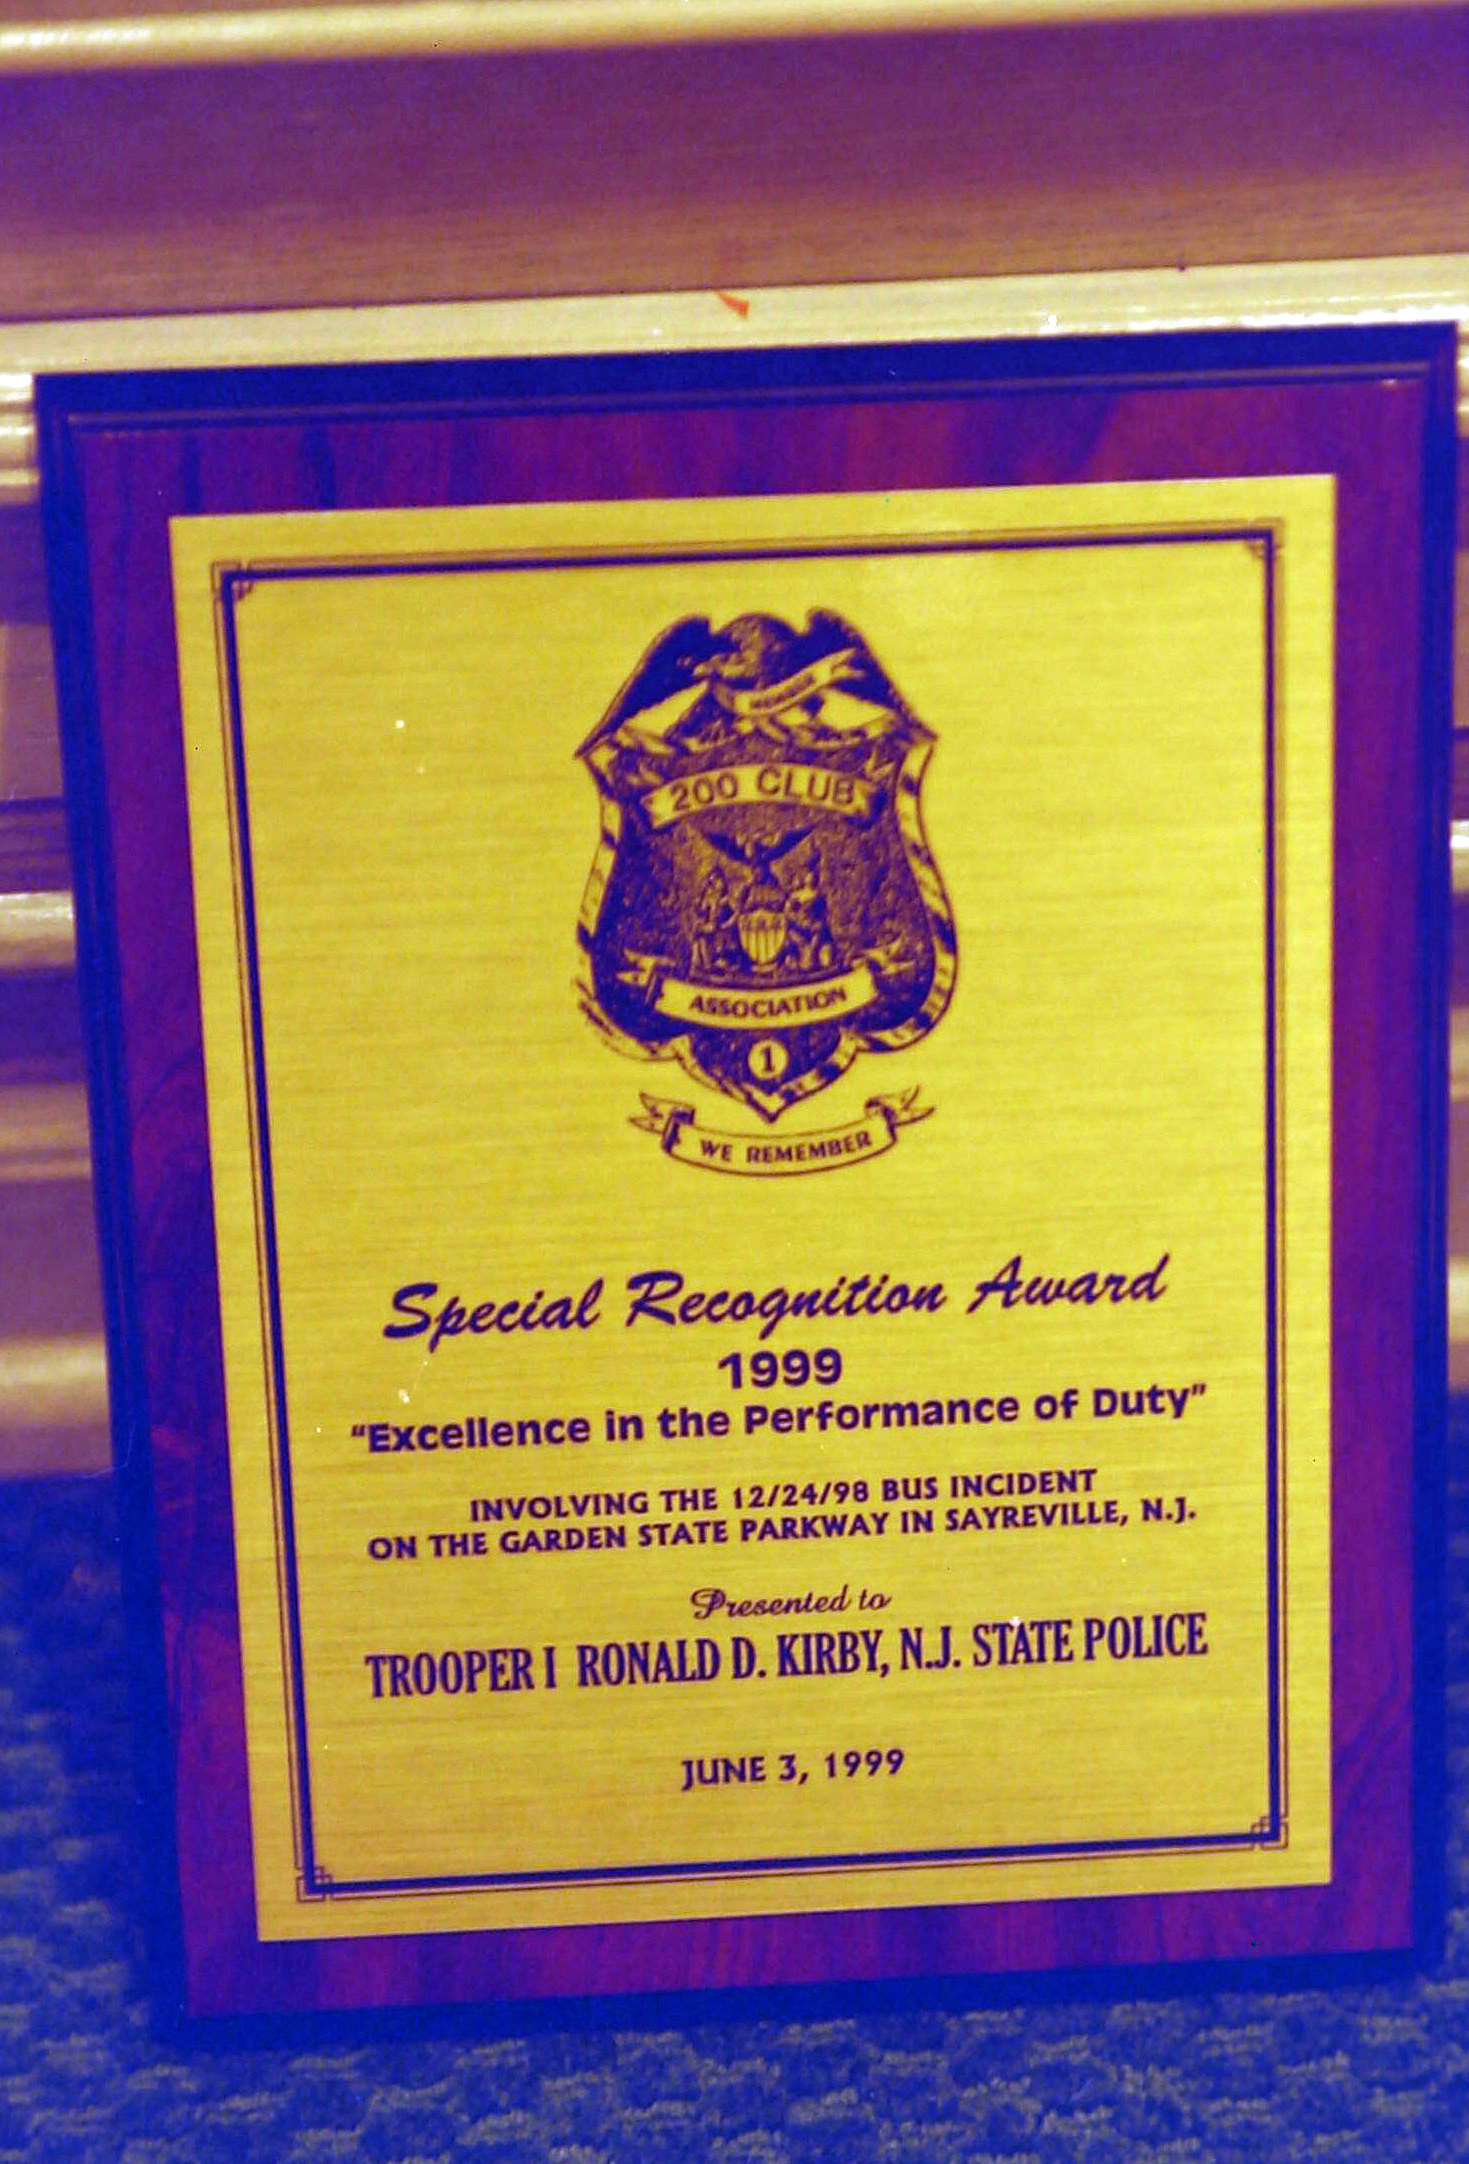 200 CLUB
ASSOCIATION
1
WE REMEMBER
Special Recognition Award
1999
“Excellence in the Performance of Duty”
INVOLVING THE 12/24/98 BUS INCIDENT
ON THE GARDEN STATE PARKWAY IN SAYREVILLE, N.J.
Presented to
TROOPER I RONALD D. KIRBY, N.J. STATE POLICE
JUNE 3, 1999